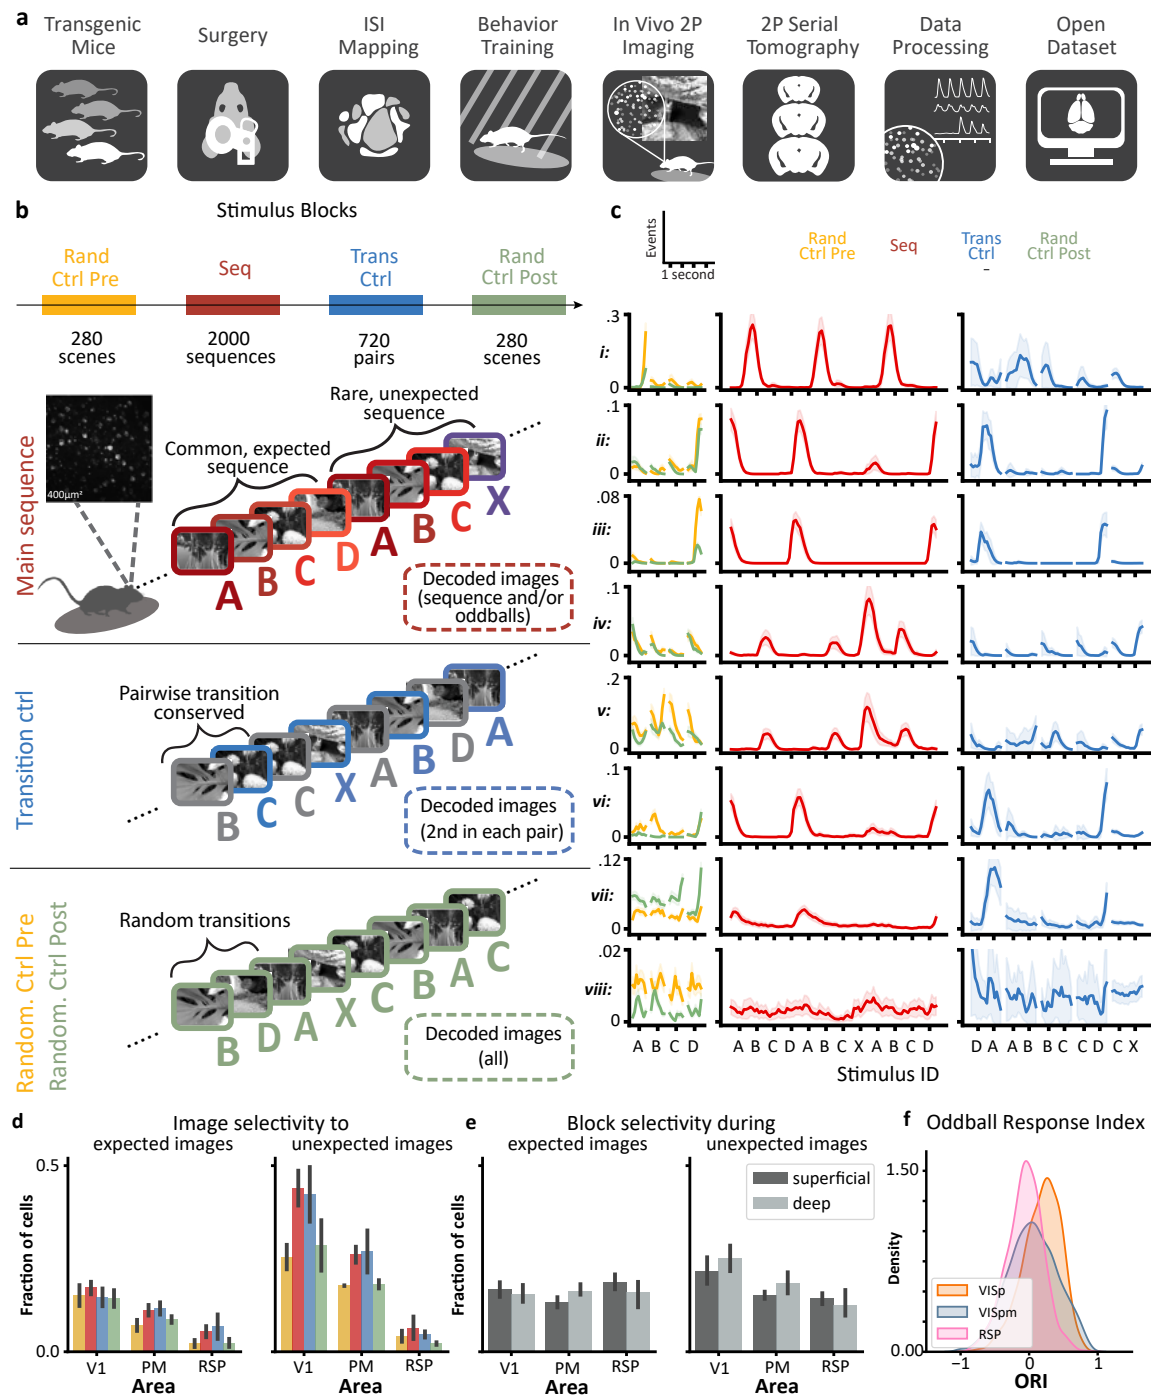 a
Transgenic Mice
Surgery
ISI Mapping
Behavior Training
In Vivo 2P Imaging
2P Serial Tomography
Data Processing
Open Dataset
b
Stimulus Blocks
Rand Ctrl Pre
Seq
Trans Ctrl
Rand Ctrl Post
280 scenes
2000 sequences
720 pairs
280 scenes
Main sequence
400µm²
Common, expected sequence
Rare, unexpected sequence
A
B
C
D
A
B
C
X
Decoded images
(sequence and/or
oddballs)
Transition ctrl
Pairwise transition
conserved
B
C
C
X
A
B
D
A
Decoded images
(2nd in each pair)
Random. Ctrl Pre
Random. Ctrl Post
Random transitions
B
D
A
X
C
B
A
C
Decoded images
(all)
c
Events
1 second
Rand Ctrl Pre
Seq
Trans Ctrl
Rand Ctrl Post
i:
.3
0
ii:
.1
0
iii:
.08
0
iv:
.1
0
v:
.2
0
vi:
.1
0
vii:
.12
0
viii:
.02
0
A B C D
A B C D A B C X A B C D
D A A B B C C D C X
Stimulus ID
d
Image selectivity to
expected images
unexpected images
Fraction of cells
0.5
0.0
V1 PM RSP
V1 PM RSP
Area
Area
e
Block selectivity during
expected images
unexpected images
Fraction of cells
superficial
deep
V1 PM RSP
V1 PM RSP
Area
Area
f
Oddball Response Index
Density
1.50
0.00
VISp
VISpm
RSP
−1 0 1
ORI